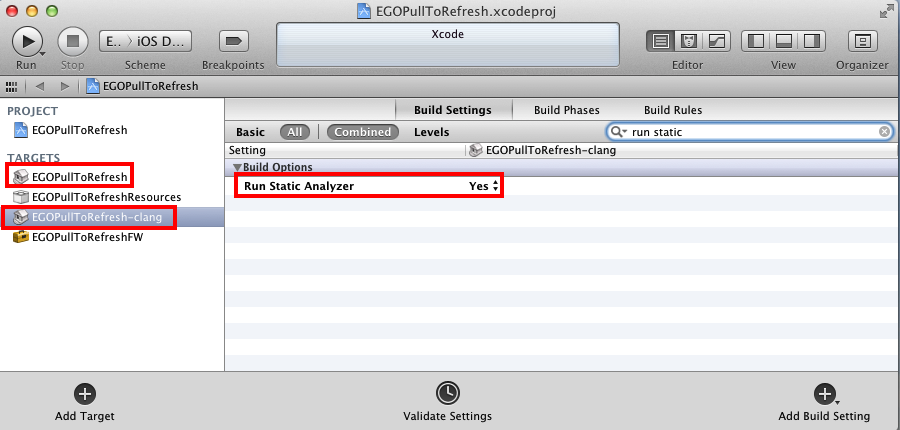 EGOPullToRefresh.xcodeproj
E.. iOS D...
Xcode
Run Stop Scheme Breakpoints Editor View Organizer
EGOPullToRefresh
PROJECT
EGOPullToRefresh
TARGETS
EGOPullToRefresh
EGOPullToRefreshResources
EGOPullToRefresh-clang
EGOPullToRefreshFW
Build Settings Build Phases Build Rules
Basic All Combined Levels run static
Setting EGOPullToRefresh-clang
Build Options
Run Static Analyzer Yes
Add Target Validate Settings Add Build Setting